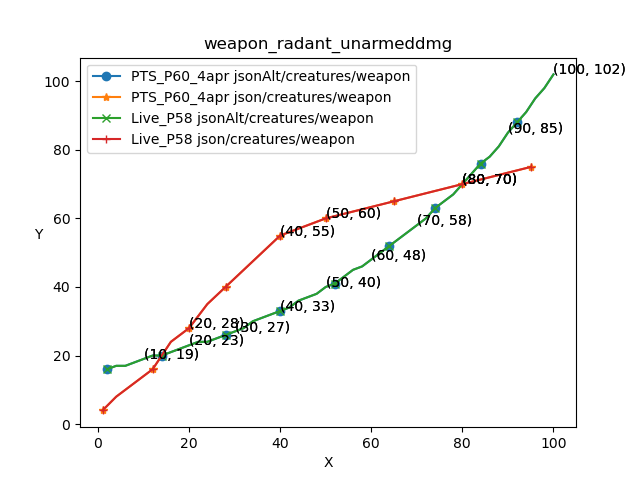 weapon_radant_unarmeddmg
PTS_P60_4apr jsonAlt/creatures/weapon
PTS_P60_4apr json/creatures/weapon
Live_P58 jsonAlt/creatures/weapon
Live_P58 json/creatures/weapon
(100, 102)
100
(90, 85)
80
(80, 70)
(50, 60)
60
(70, 58)
(40, 55)
Y
(60, 48)
(50, 40)
40
(40, 33)
(20, 28)
(30, 27)
(20, 23)
(10, 19)
20
0
0 20 40 60 80 100
X